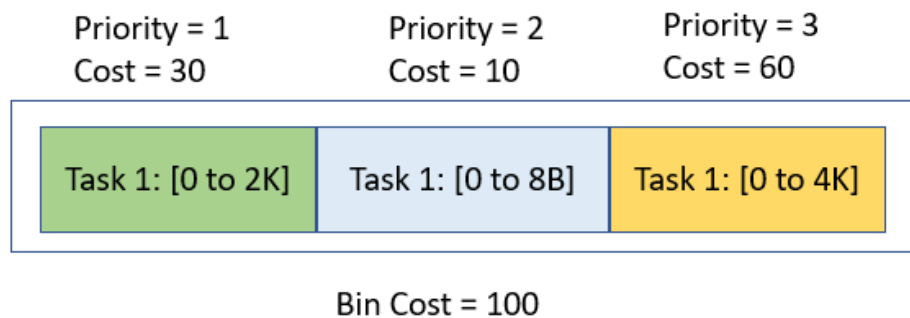 Priority = 1
Cost = 30
Priority = 2
Cost = 10
Priority = 3
Cost = 60
Task 1: [0 to 2K]
Task 1: [0 to 8B]
Task 1: [0 to 4K]
Bin Cost = 100